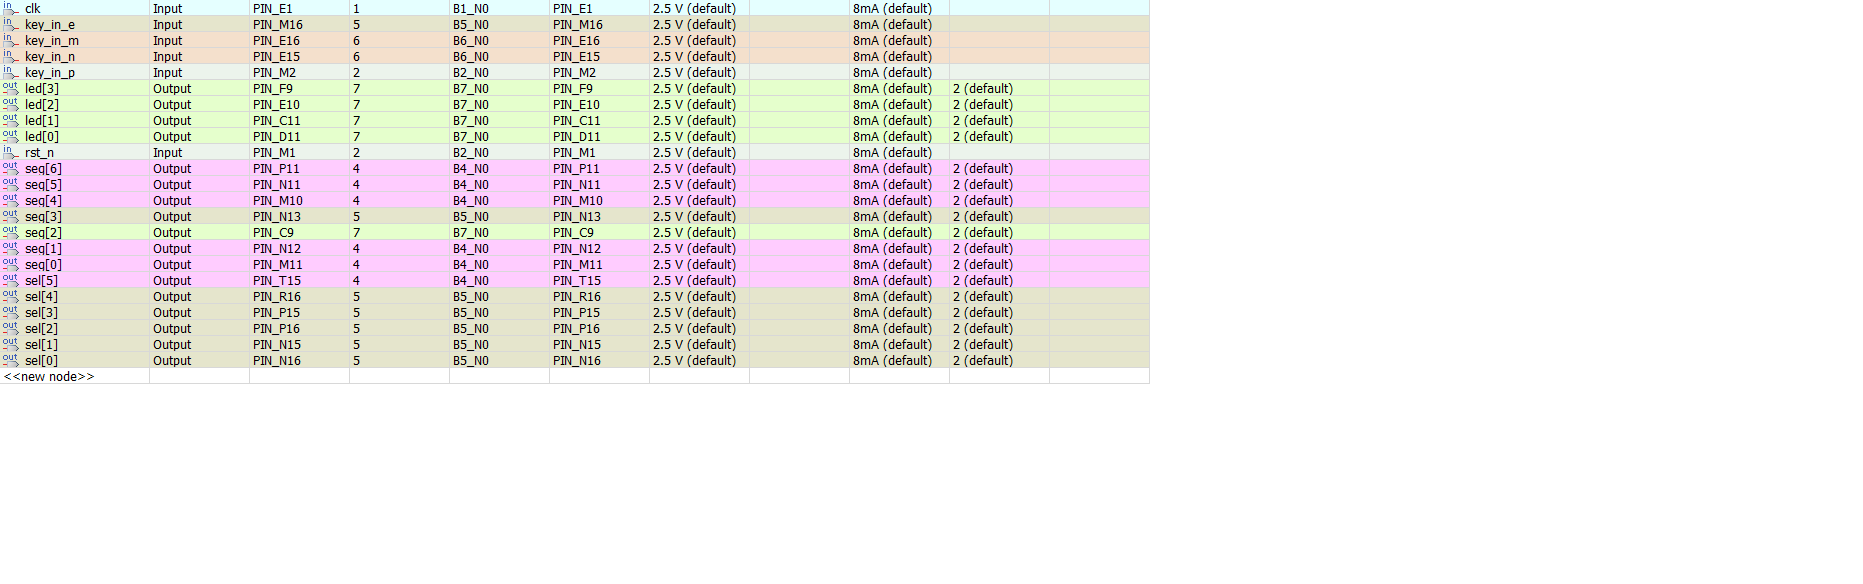 in clk Input PIN_E1 1 B1_N0 PIN_E1 2.5 V (default) 8mA (default)
in key_in_e Input PIN_M16 5 B5_N0 PIN_M16 2.5 V (default) 8mA (default)
in key_in_m Input PIN_E16 6 B6_N0 PIN_E16 2.5 V (default) 8mA (default)
in key_in_n Input PIN_E15 6 B6_N0 PIN_E15 2.5 V (default) 8mA (default)
in key_in_p Input PIN_M2 2 B2_N0 PIN_M2 2.5 V (default) 8mA (default)
out led[3] Output PIN_F9 7 B7_N0 PIN_F9 2.5 V (default) 8mA (default) 2 (default)
out led[2] Output PIN_E10 7 B7_N0 PIN_E10 2.5 V (default) 8mA (default) 2 (default)
out led[1] Output PIN_C11 7 B7_N0 PIN_C11 2.5 V (default) 8mA (default) 2 (default)
out led[0] Output PIN_D11 7 B7_N0 PIN_D11 2.5 V (default) 8mA (default) 2 (default)
in rst_n Input PIN_M1 2 B2_N0 PIN_M1 2.5 V (default) 8mA (default)
out seq[6] Output PIN_P11 4 B4_N0 PIN_P11 2.5 V (default) 8mA (default) 2 (default)
out seq[5] Output PIN_N11 4 B4_N0 PIN_N11 2.5 V (default) 8mA (default) 2 (default)
out seq[4] Output PIN_M10 4 B4_N0 PIN_M10 2.5 V (default) 8mA (default) 2 (default)
out seq[3] Output PIN_N13 5 B5_N0 PIN_N13 2.5 V (default) 8mA (default) 2 (default)
out seq[2] Output PIN_C9 7 B7_N0 PIN_C9 2.5 V (default) 8mA (default) 2 (default)
out seq[1] Output PIN_N12 4 B4_N0 PIN_N12 2.5 V (default) 8mA (default) 2 (default)
out seq[0] Output PIN_M11 4 B4_N0 PIN_M11 2.5 V (default) 8mA (default) 2 (default)
out sel[5] Output PIN_T15 4 B4_N0 PIN_T15 2.5 V (default) 8mA (default) 2 (default)
out sel[4] Output PIN_R16 5 B5_N0 PIN_R16 2.5 V (default) 8mA (default) 2 (default)
out sel[3] Output PIN_P15 5 B5_N0 PIN_P15 2.5 V (default) 8mA (default) 2 (default)
out sel[2] Output PIN_P16 5 B5_N0 PIN_P16 2.5 V (default) 8mA (default) 2 (default)
out sel[1] Output PIN_N15 5 B5_N0 PIN_N15 2.5 V (default) 8mA (default) 2 (default)
out sel[0] Output PIN_N16 5 B5_N0 PIN_N16 2.5 V (default) 8mA (default) 2 (default)
<<new node>>